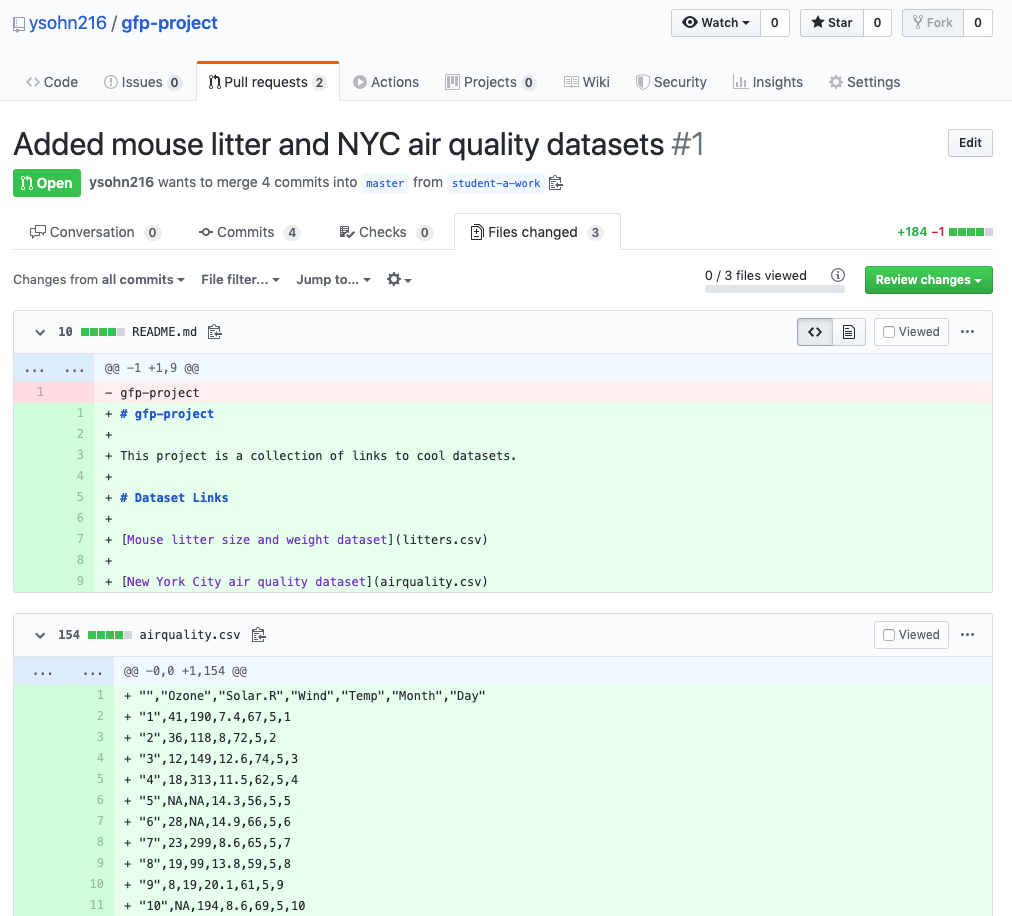 ysohn216 / gfp-project
Watch 0 Star 0 Fork 0
Code Issues 0 Pull requests 2 Actions Projects 0 Wiki Security Insights Settings
Added mouse litter and NYC air quality datasets #1
Edit
Open ysohn216 wants to merge 4 commits into master from student-a-work
Conversation 0 Commits 4 Checks 0 Files changed 3
+184 −1
Changes from all commits File filter... Jump to...
0 / 3 files viewed
Review changes
10 README.md
Viewed
... ... @@ -1 +1,9 @@
1 - gfp-project
1 + # gfp-project
2 +
3 + This project is a collection of links to cool datasets.
4 +
5 + # Dataset Links
6 +
7 + [Mouse litter size and weight dataset](litters.csv)
8 +
9 + [New York City air quality dataset](airquality.csv)
154 airquality.csv
Viewed
... ... @@ -0,0 +1,154 @@
1 + "","Ozone","Solar.R","Wind","Temp","Month","Day"
2 + "1",41,190,7.4,67,5,1
3 + "2",36,118,8,72,5,2
4 + "3",12,149,12.6,74,5,3
5 + "4",18,313,11.5,62,5,4
6 + "5",NA,NA,14.3,56,5,5
7 + "6",28,NA,14.9,66,5,6
8 + "7",23,299,8.6,65,5,7
9 + "8",19,99,13.8,59,5,8
10 + "9",8,19,20.1,61,5,9
11 + "10",NA,194,8.6,69,5,10